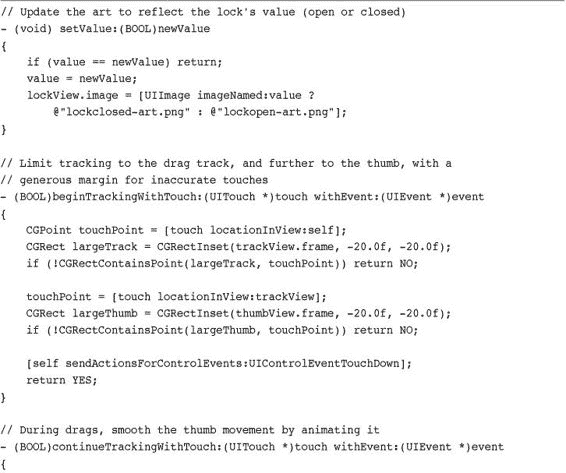 // Update the art to reflect the lock's value (open or closed)
- (void) setValue:(BOOL)newValue
{
    if (value == newValue) return;
    value = newValue;
    lockView.image = [UIImage imageNamed:value ?
        @"lockclosed-art.png" : @"lockopen-art.png"];
}

// Limit tracking to the drag track, and further to the thumb, with a
// generous margin for inaccurate touches
- (BOOL)beginTrackingWithTouch:(UITouch *)touch withEvent:(UIEvent *)event
{
    CGPoint touchPoint = [touch locationInView:self];
    CGRect largeTrack = CGRectInset(trackView.frame, -20.0f, -20.0f);
    if (!CGRectContainsPoint(largeTrack, touchPoint)) return NO;

    touchPoint = [touch locationInView:trackView];
    CGRect largeThumb = CGRectInset(thumbView.frame, -20.0f, -20.0f);
    if (!CGRectContainsPoint(largeThumb, touchPoint)) return NO;

    [self sendActionsForControlEvents:UIControlEventTouchDown];
    return YES;
}

// During drags, smooth the thumb movement by animating it
- (BOOL)continueTrackingWithTouch:(UITouch *)touch withEvent:(UIEvent *)event
{